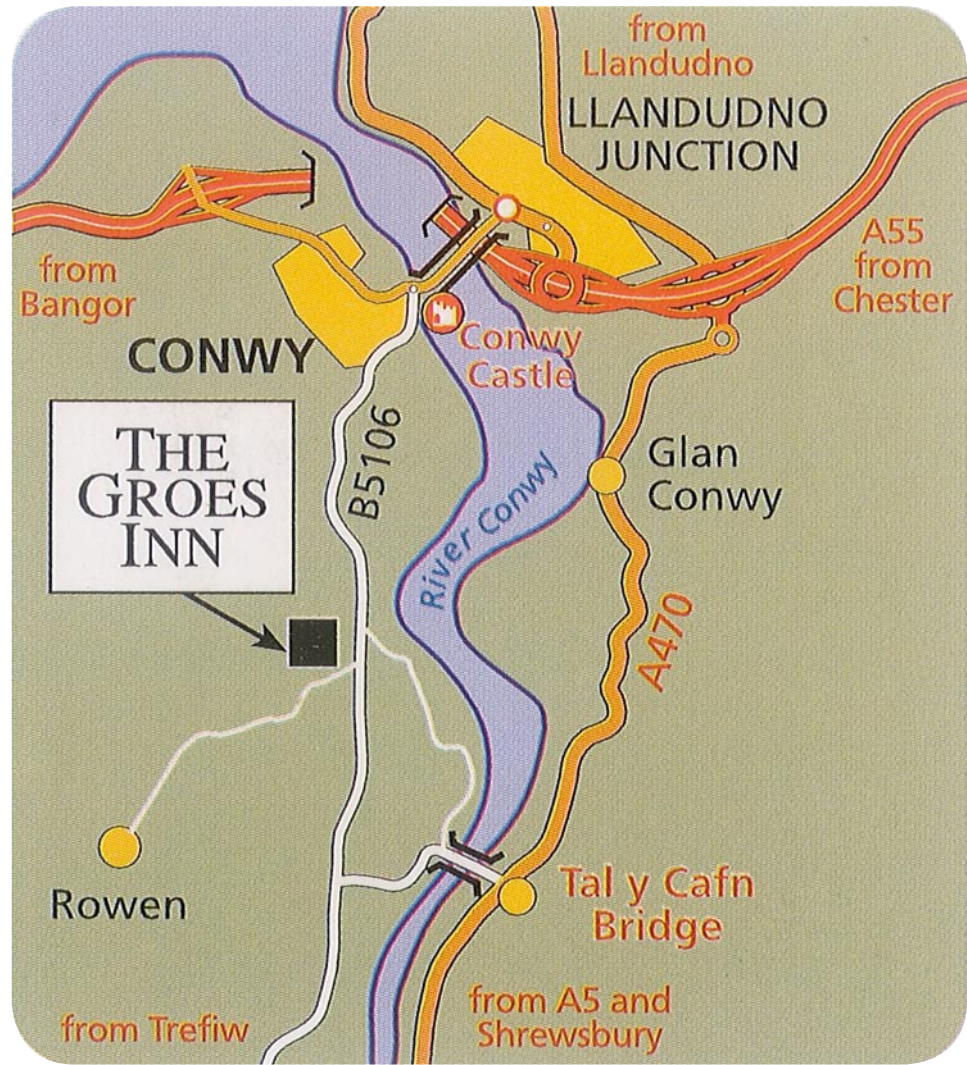 from
Llandudno
LLANDUDNO
JUNCTION
A55
from
Chester
from
Bangor
CONWY
Conwy
Castle
THE
GROES
INN
B5106
River Conwy
Glan
Conwy
A470
Rowen
Tal y Cafn
Bridge
from Trefiw
from A5 and
Shrewsbury